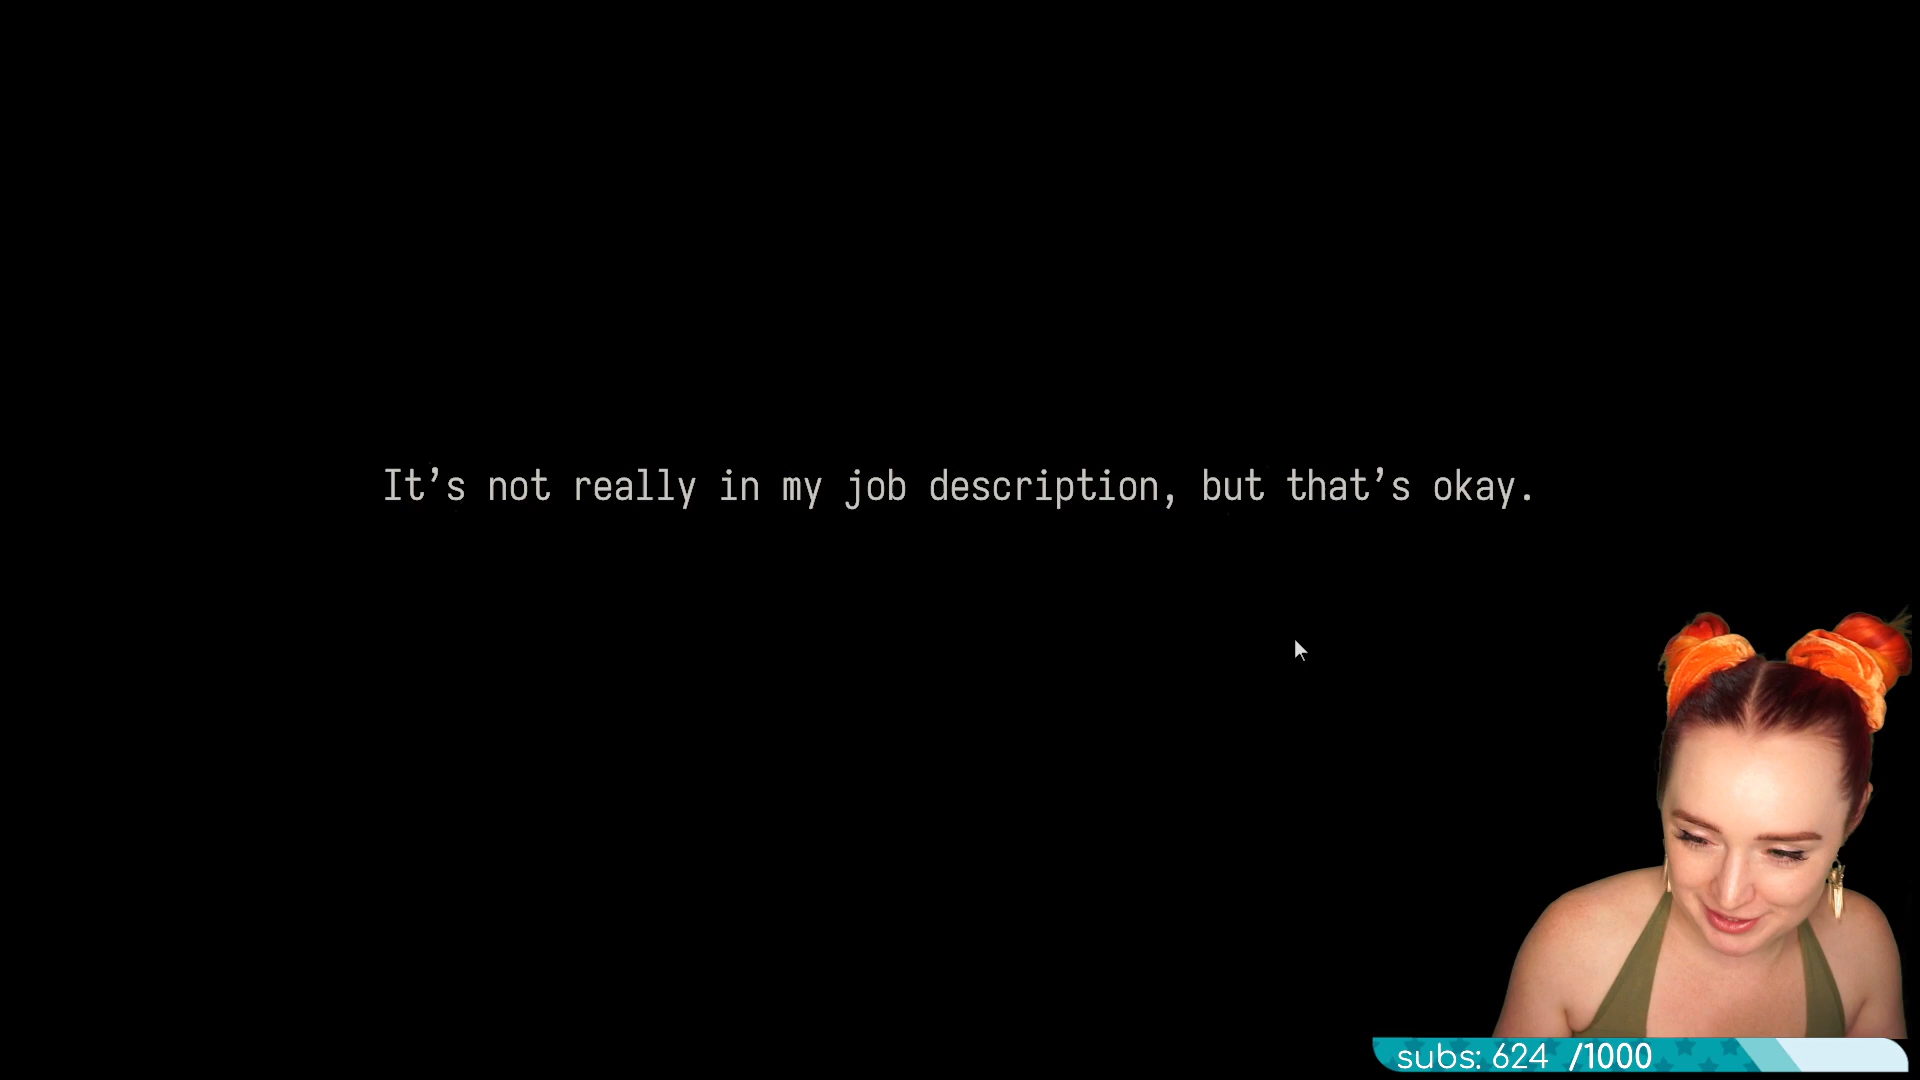 It’s not really in my job description, but that’s okay.
subs: 624 /1000